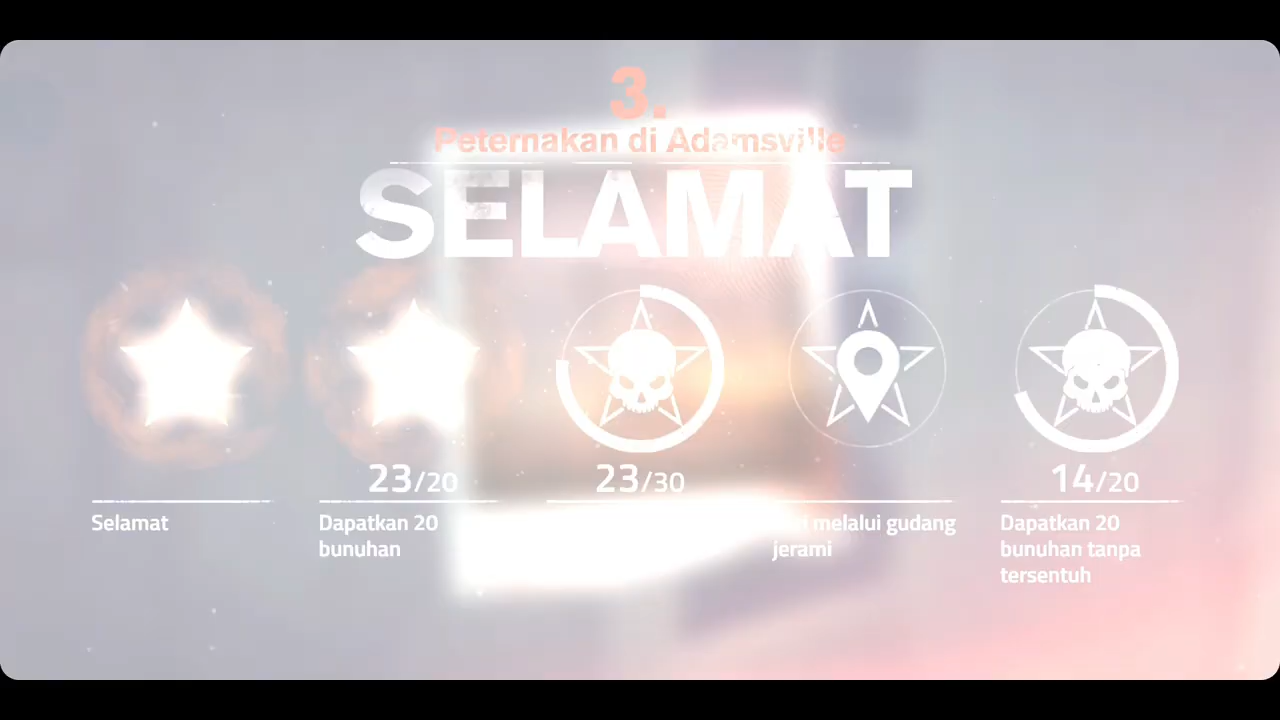 3.
Peternakan di Adamsville
SELAMAT
23/20
23/30
14/20
Selamat
Dapatkan 20
bunuhan
melalui gudang
jerami
Dapatkan 20
bunuhan tanpa
tersentuh